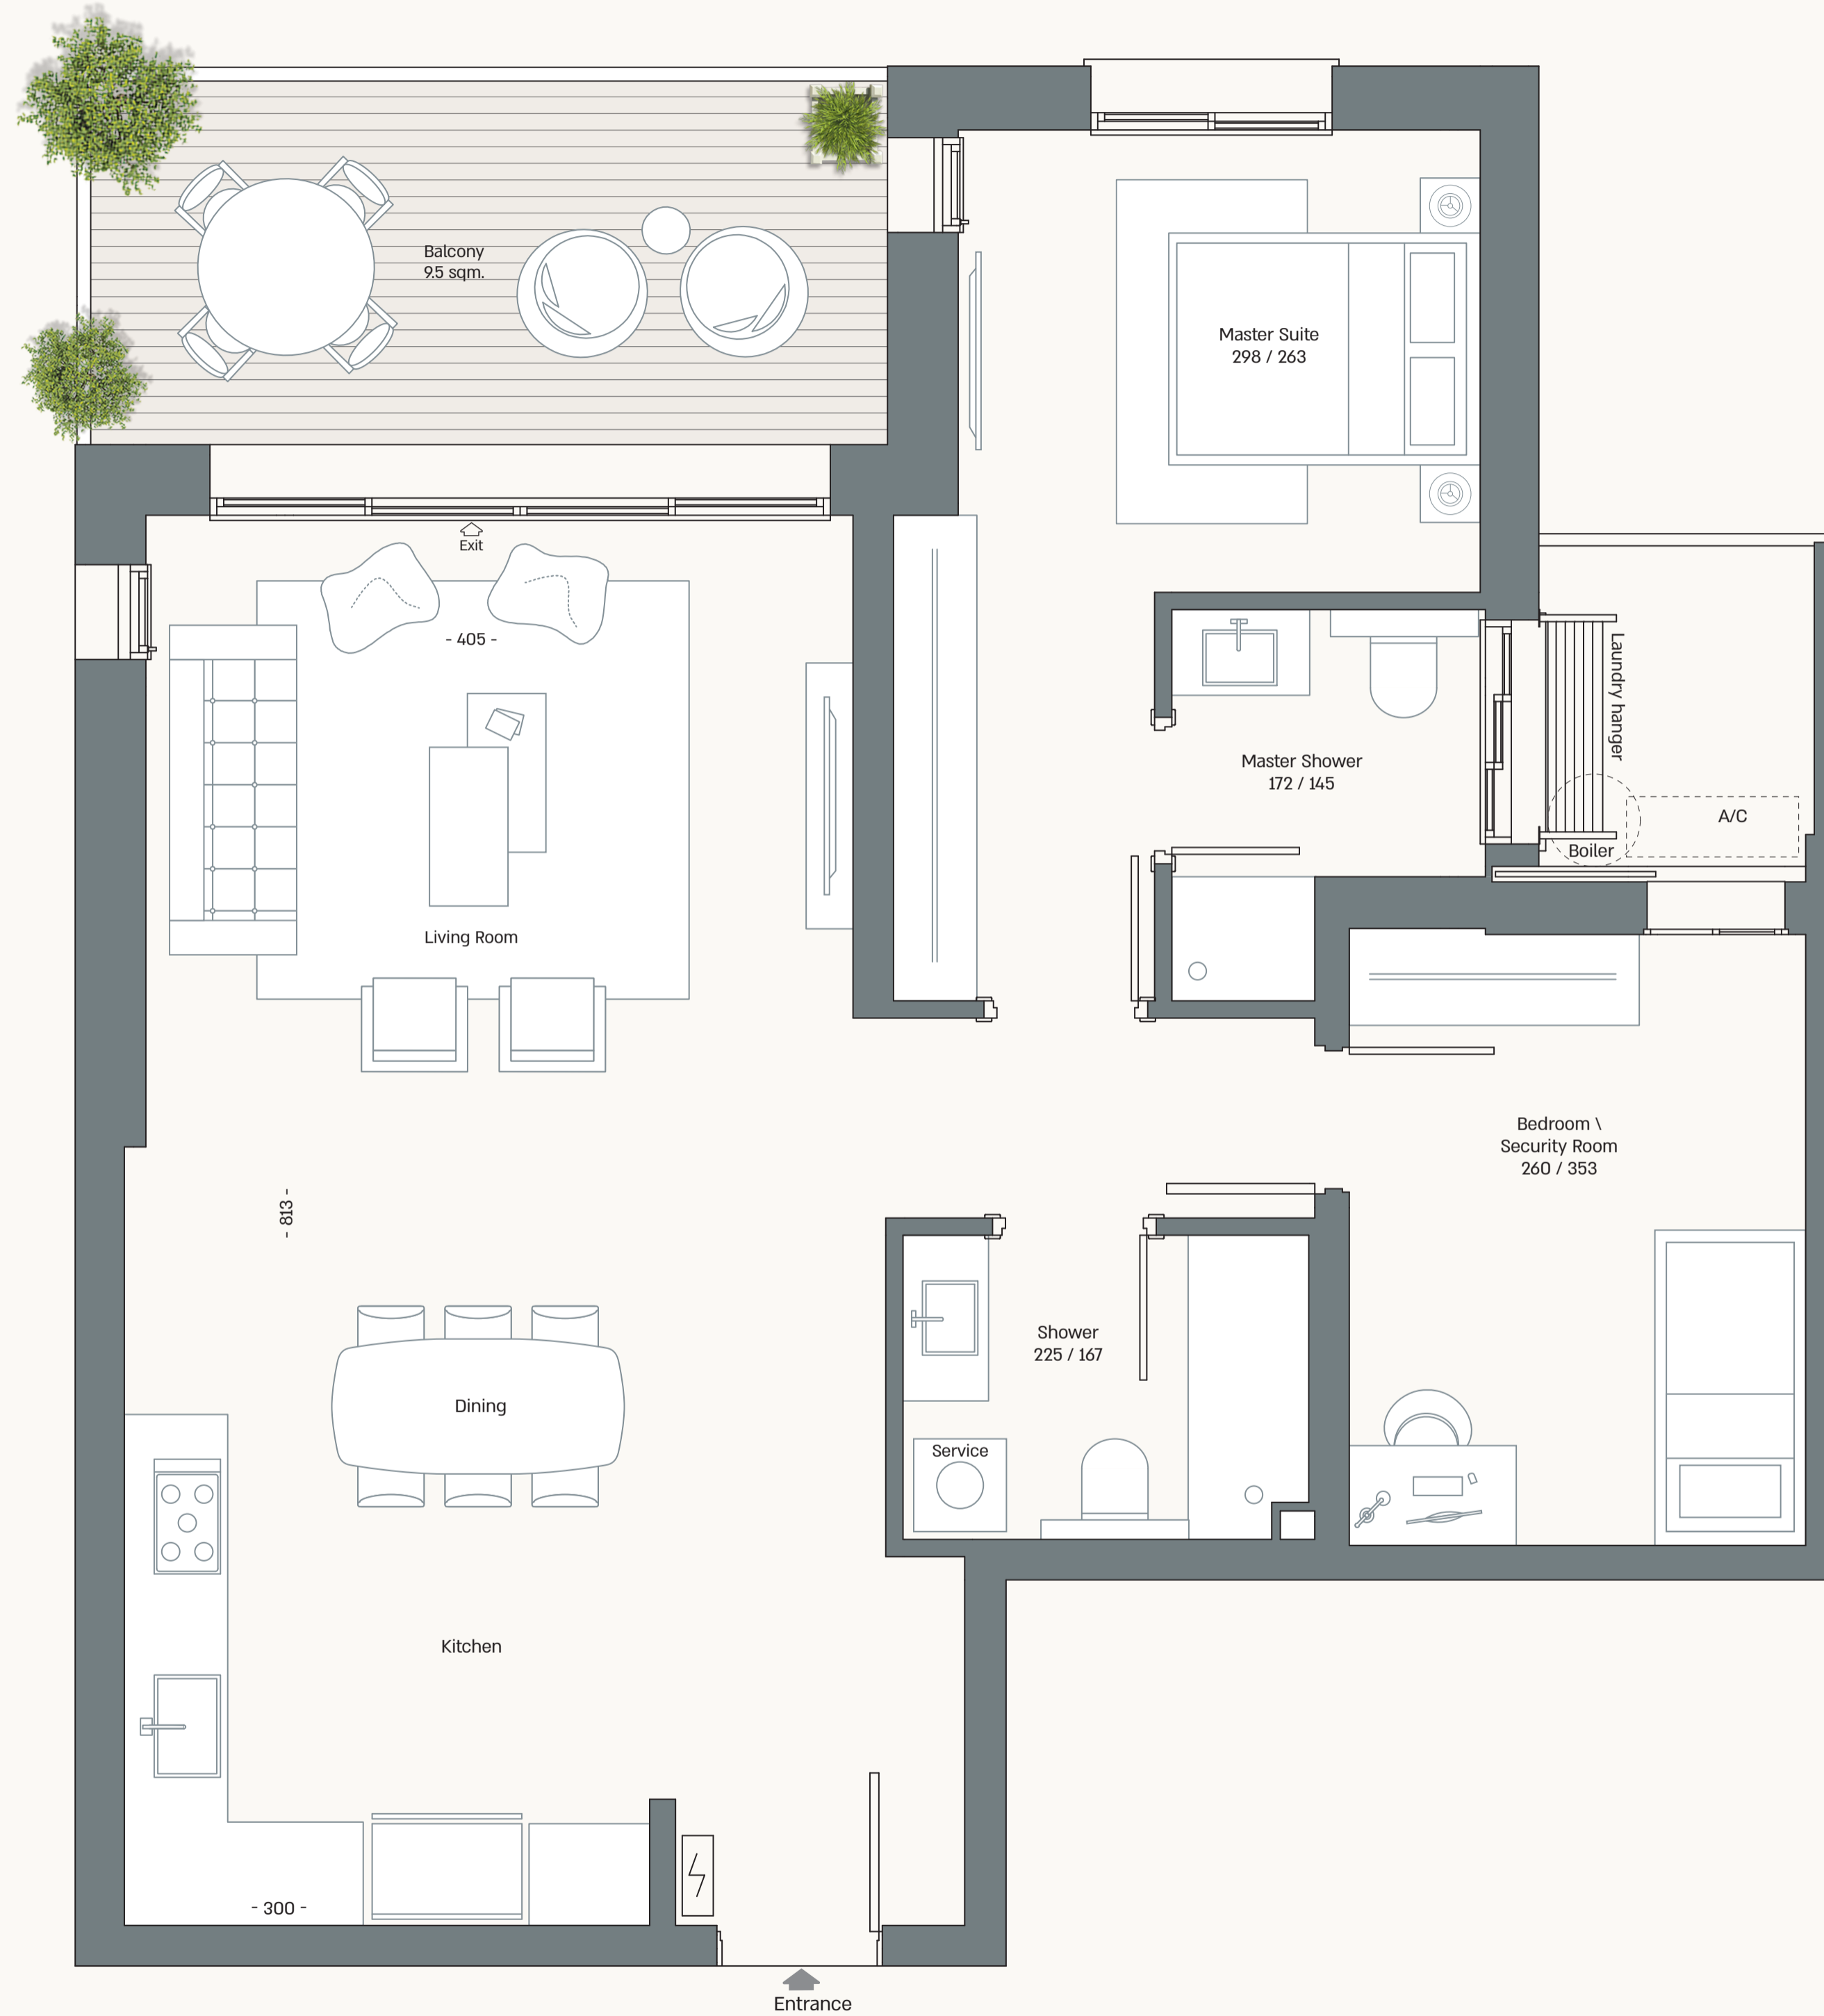 Balcony
9.5 sqm.
Master Suite
298 / 263
Exit
- 405 -
Laundry hanger
Master Shower
172 / 145
A/C
Boiler
Living Room
Bedroom \
Security Room
260 / 353
- 813 -
Shower
225 / 167
Dining
Service
Kitchen
- 300 -
Entrance